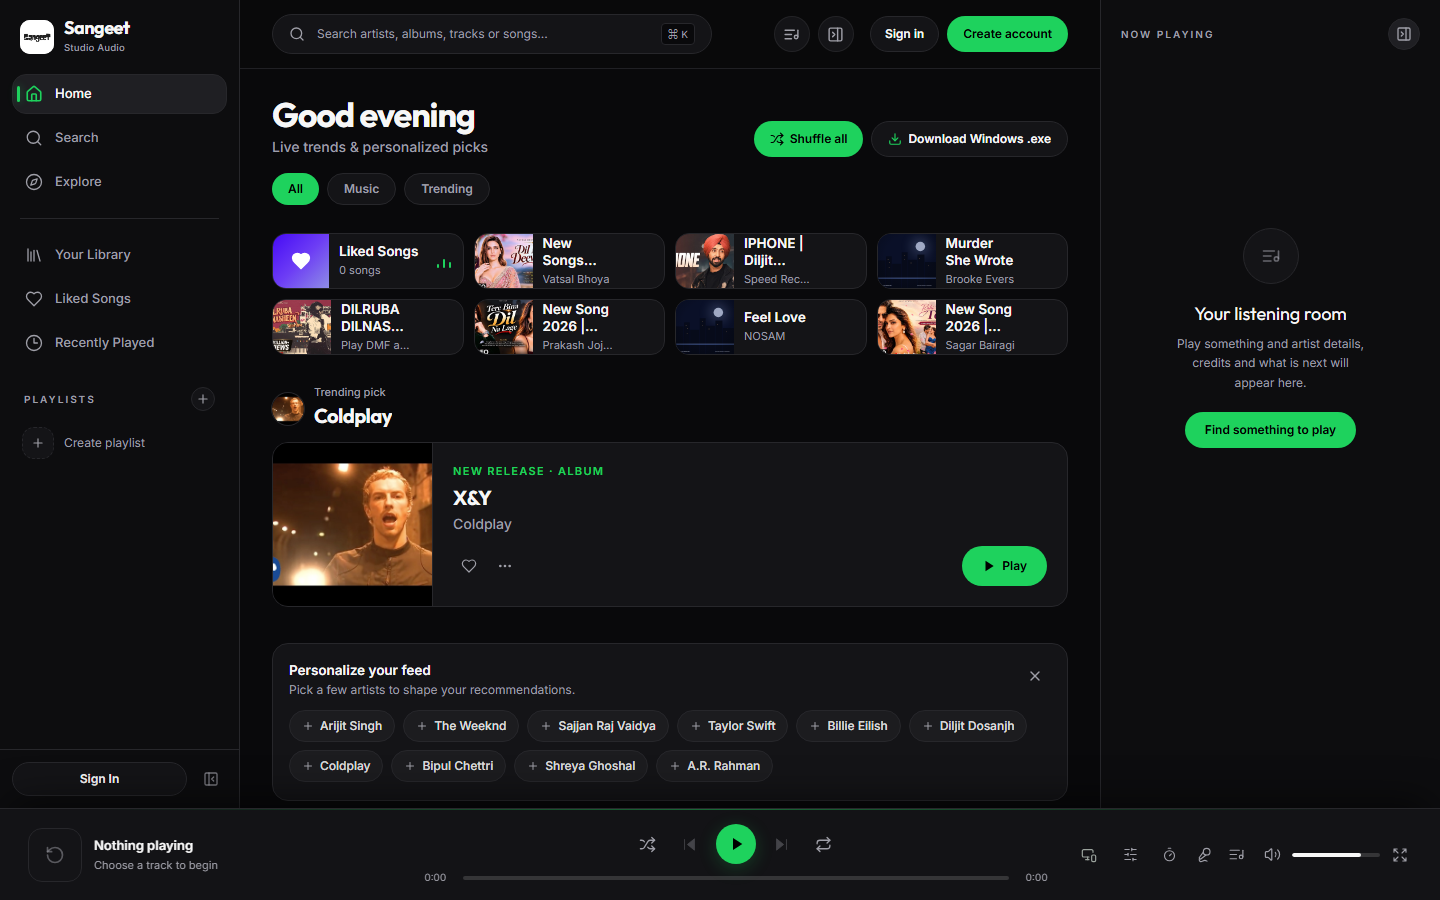 Sangeet
Sangeet
Studio Audio
Home
Search
Explore
Your Library
Liked Songs
Recently Played
PLAYLISTS
Create playlist
Sign In
Search artists, albums, tracks or songs...
⌘ K
Sign in
Create account
Good evening
Live trends & personalized picks
Shuffle all
Download Windows .exe
All
Music
Trending
Liked Songs
0 songs
New
Songs...
Vatsal Bhoya
IPHONE |
Diljit...
Speed Rec...
Murder
She Wrote
Brooke Evers
DILRUBA
DILNAS...
Play DMF a...
New Song
2026 |...
Prakash Joj...
Feel Love
NOSAM
New Song
2026 |...
Sagar Bairagi
Trending pick
Coldplay
NEW RELEASE · ALBUM
X&Y
Coldplay
Play
Personalize your feed
Pick a few artists to shape your recommendations.
Arijit Singh
The Weeknd
Sajjan Raj Vaidya
Taylor Swift
Billie Eilish
Diljit Dosanjh
Coldplay
Bipul Chettri
Shreya Ghoshal
A.R. Rahman
NOW PLAYING
Your listening room
Play something and artist details,
credits and what is next will
appear here.
Find something to play
Nothing playing
Choose a track to begin
0:00
0:00